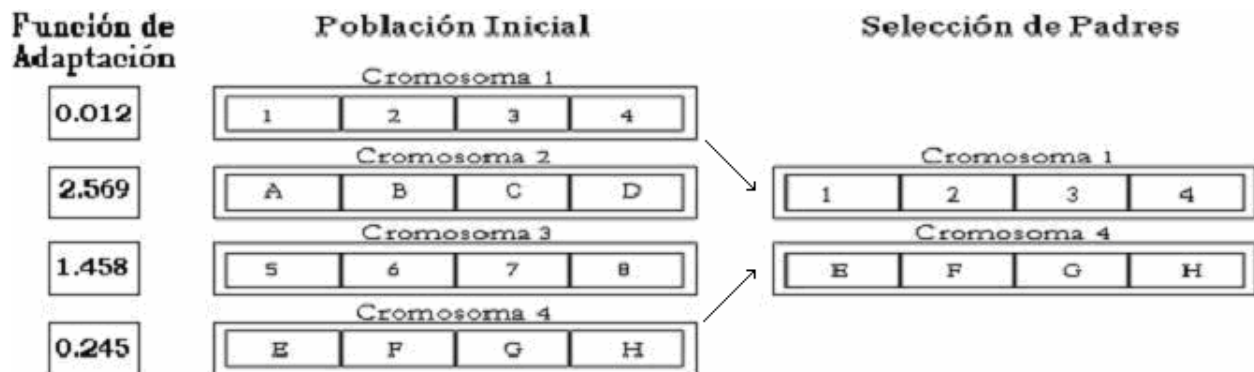 Función de Adaptación
Población Inicial
Selección de Padres
Cromosoma 1
0.012
1 2 3 4
Cromosoma 2
Cromosoma 1
2.569
A B C D
1 2 3 4
Cromosoma 3
Cromosoma 4
1.458
5 6 7 8
E F G H
Cromosoma 4
0.245
E F G H